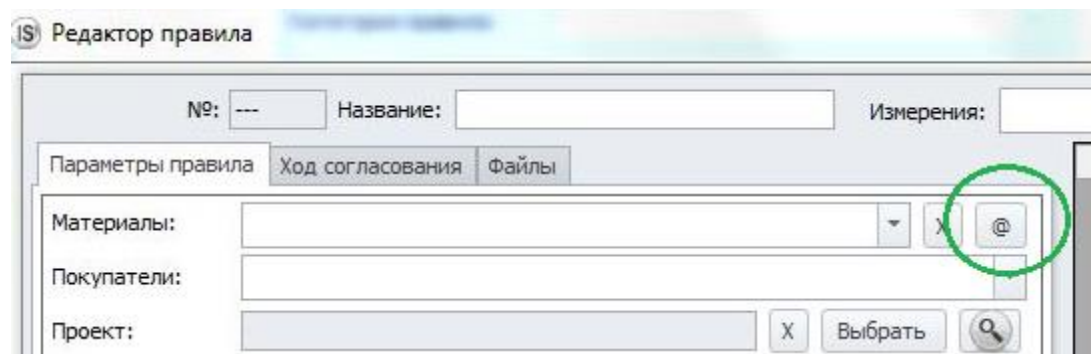 IS Редактор правила
№: --- Название: Измерения:
Параметры правила Ход согласования Файлы
Материалы: X @
Покупатели:
Проект: X Выбрать